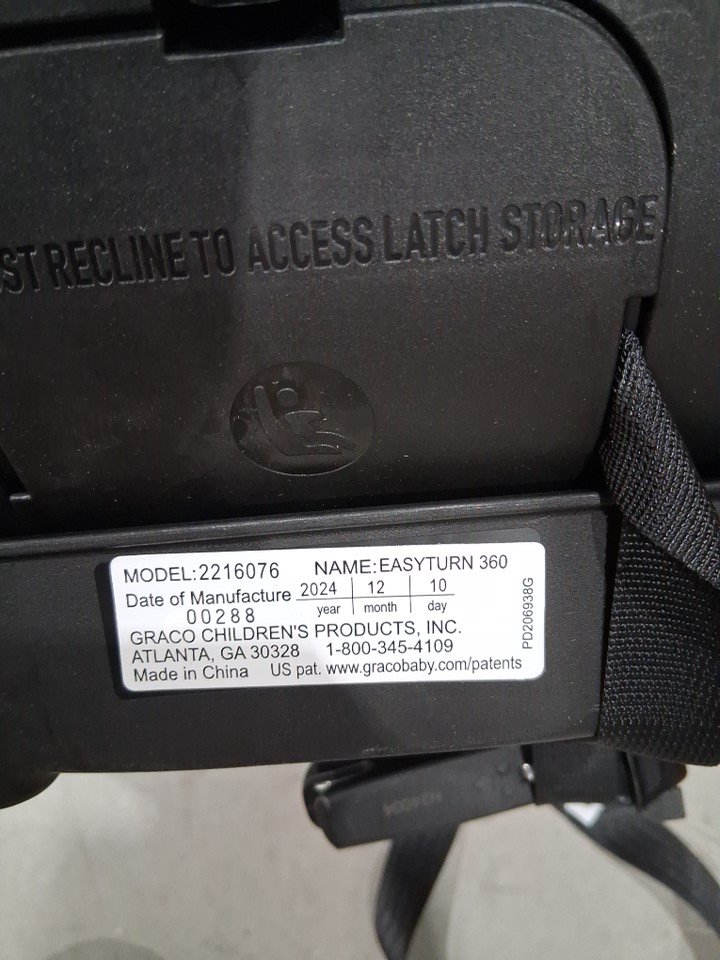 ST RECLINE TO ACCESS LATCH STORAGE
MODEL:2216076 NAME:EASYTURN 360
Date of Manufacture 2024 12 10
year month day
00288
GRACO CHILDREN'S PRODUCTS, INC.
ATLANTA, GA 30328 1-800-345-4109
Made in China US pat. www.gracobaby.com/patents
PD206938G